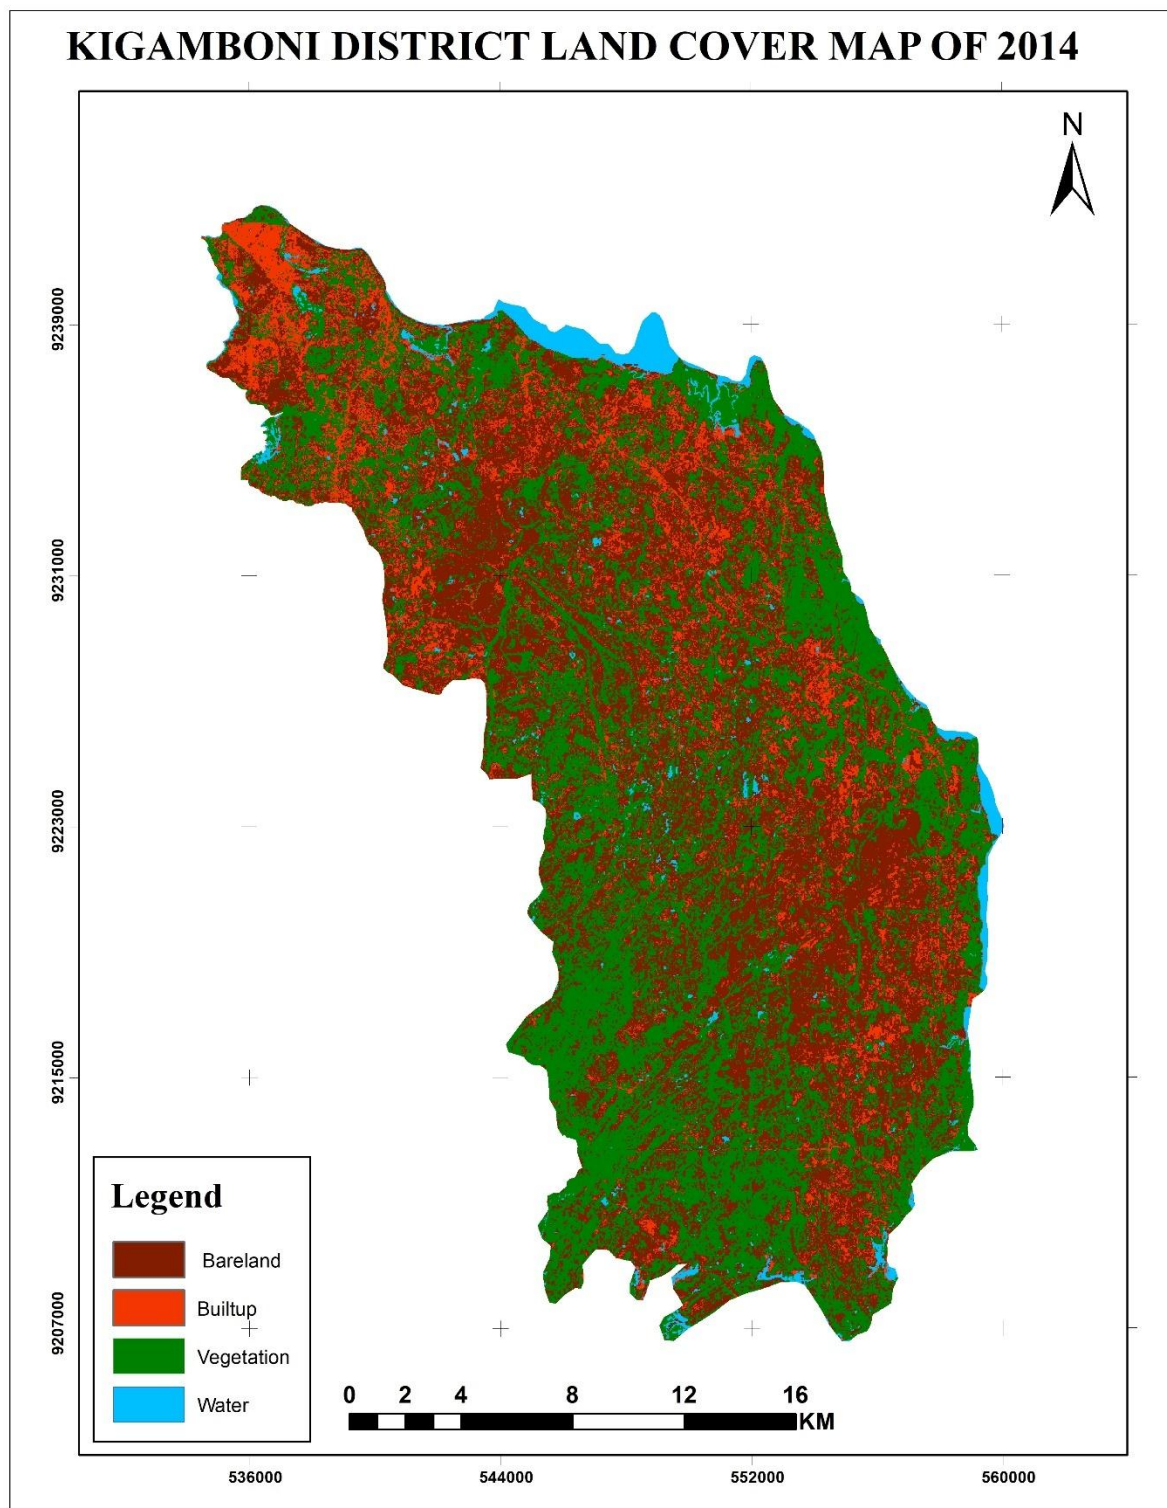 KIGAMBONI DISTRICT LAND COVER MAP OF 2014
N
9239000
9231000
9223000
9215000
9207000
Legend
Bareland
Builtup
Vegetation
Water
0 2 4 8 12 16
KM
536000 544000 552000 560000